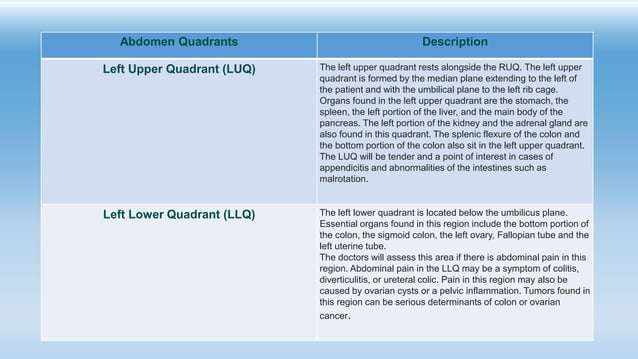 Abdomen Quadrants
Description
Left Upper Quadrant (LUQ)
The left upper quadrant rests alongside the RUQ. The left upper
quadrant is formed by the median plane extending to the left of
the patient and with the umbilical plane to the left rib cage.
Organs found in the left upper quadrant are the stomach, the
spleen, the left portion of the liver, and the main body of the
pancreas. The left portion of the kidney and the adrenal gland are
also found in this quadrant. The splenic flexure of the colon and
the bottom portion of the colon also sit in the left upper quadrant.
The LUQ will be tender and a point of interest in cases of
appendicitis and abnormalities of the intestines such as
malrotation.
Left Lower Quadrant (LLQ)
The left lower quadrant is located below the umbilicus plane.
Essential organs found in this region include the bottom portion of
the colon, the sigmoid colon, the left ovary, Fallopian tube and the
left uterine tube.
The doctors will assess this area if there is abdominal pain in this
region. Abdominal pain in the LLQ may be a symptom of colitis,
diverticulitis, or ureteral colic. Pain in this region may also be
caused by ovarian cysts or a pelvic inflammation. Tumors found in
this region can be serious determinants of colon or ovarian
cancer.